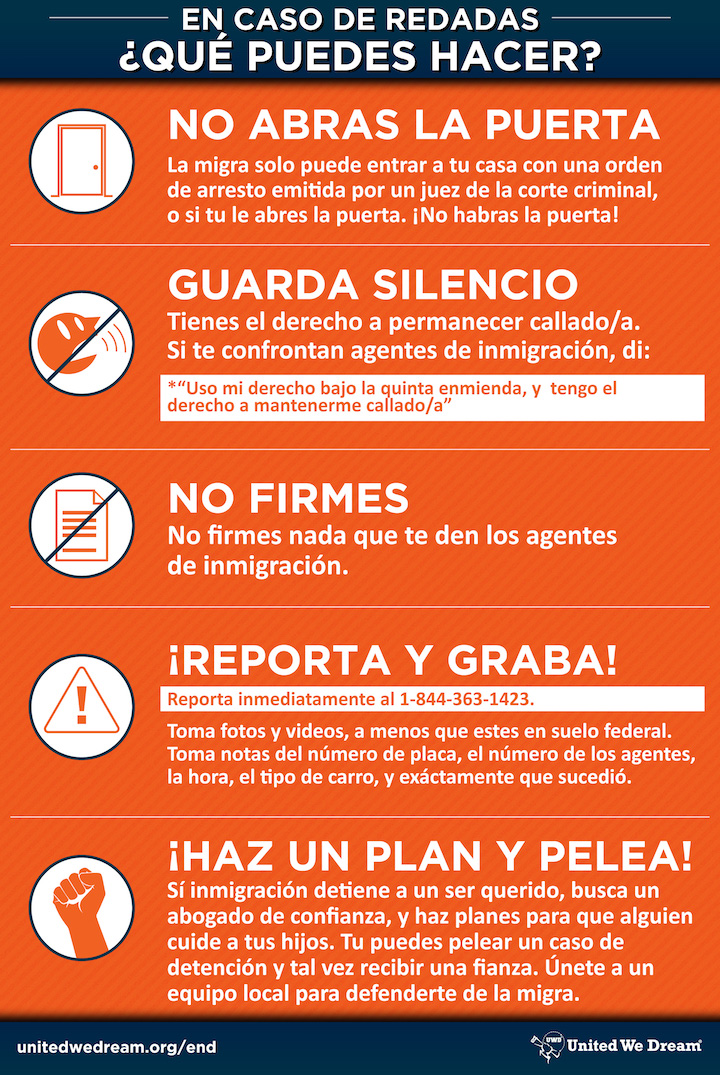 EN CASO DE REDADAS
¿QUÉ PUEDES HACER?
NO ABRAS LA PUERTA
La migra solo puede entrar a tu casa con una orden
de arresto emitida por un juez de la corte criminal,
o si tu le abres la puerta. ¡No habras la puerta!
GUARDA SILENCIO
Tienes el derecho a permanecer callado/a.
Si te confrontan agentes de inmigración, di:
*“Uso mi derecho bajo la quinta enmienda, y tengo el
derecho a mantenerme callado/a”
NO FIRMES
No firmes nada que te den los agentes
de inmigración.
¡REPORTA Y GRABA!
Reporta inmediatamente al 1-844-363-1423.
Toma fotos y videos, a menos que estes en suelo federal.
Toma notas del número de placa, el número de los agentes,
la hora, el tipo de carro, y exáctamente que sucedió.
¡HAZ UN PLAN Y PELEA!
Sí inmigración detiene a un ser querido, busca un
abogado de confianza, y haz planes para que alguien
cuide a tus hijos. Tu puedes pelear un caso de
detención y tal vez recibir una fianza. Únete a un
equipo local para defenderte de la migra.
unitedwedream.org/end
UWD
United We Dream